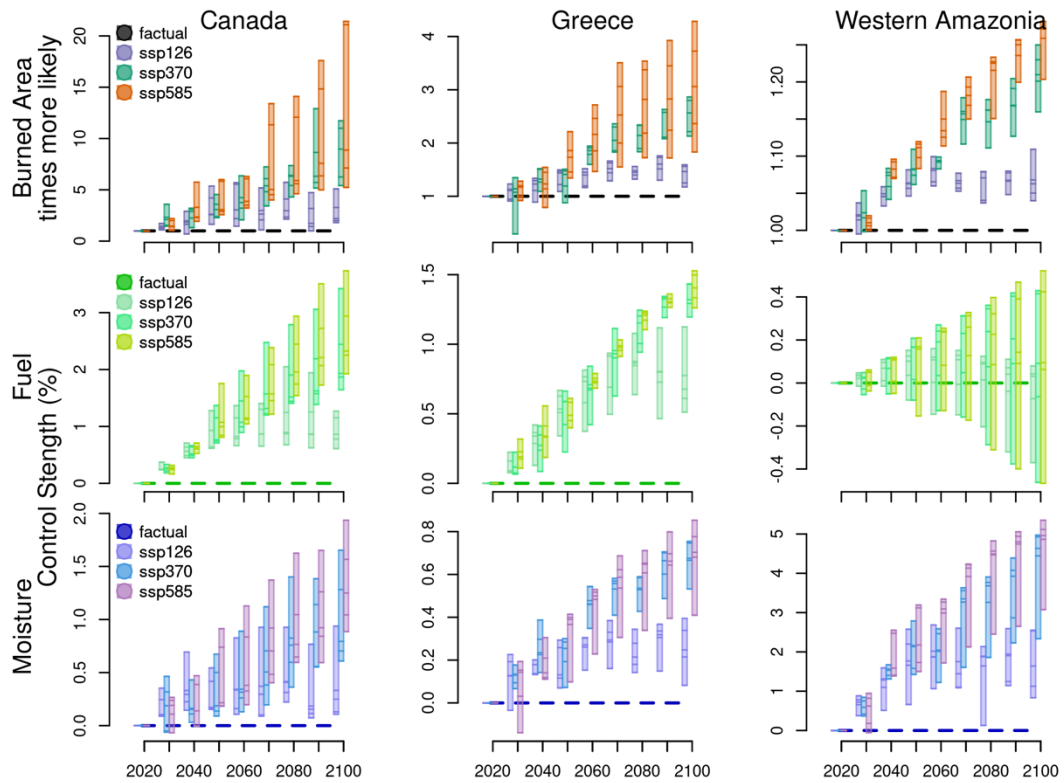 Canada
Greece
Western Amazonia
Burned Area
times more likely
factual
ssp126
ssp370
ssp585
0
5
10
15
20
1
2
3
4
1.00
1.10
1.20
2020 2040 2060 2080 2100
2020 2040 2060 2080 2100
2020 2040 2060 2080 2100
Fuel
Control Stength (%)
Moisture
factual
ssp126
ssp370
ssp585
0
1
2
3
0.0
0.5
1.0
1.5
-0.4
-0.2
0.0
0.2
0.4
factual
ssp126
ssp370
ssp585
0.0
0.5
1.0
1.5
2.0
0.0
0.2
0.4
0.6
0.8
0
1
2
3
4
5